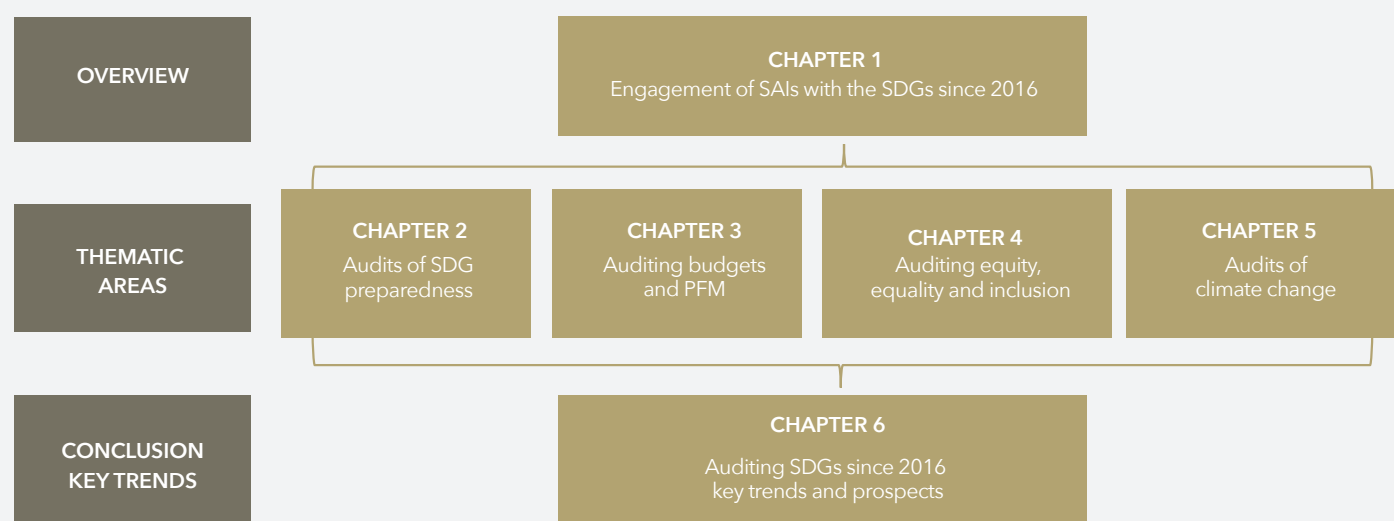 OVERVIEW
CHAPTER 1
Engagement of SAIs with the SDGs since 2016
THEMATIC
AREAS
CHAPTER 2
Audits of SDG
preparedness
CHAPTER 3
Auditing budgets
and PFM
CHAPTER 4
Auditing equity,
equality and inclusion
CHAPTER 5
Audits of
climate change
CONCLUSION
KEY TRENDS
CHAPTER 6
Auditing SDGs since 2016
key trends and prospects